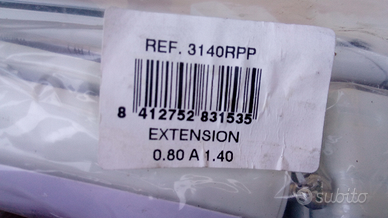 REF. 3140RPP
8 412752 831535
EXTENSION
0.80 A 1.40
subito